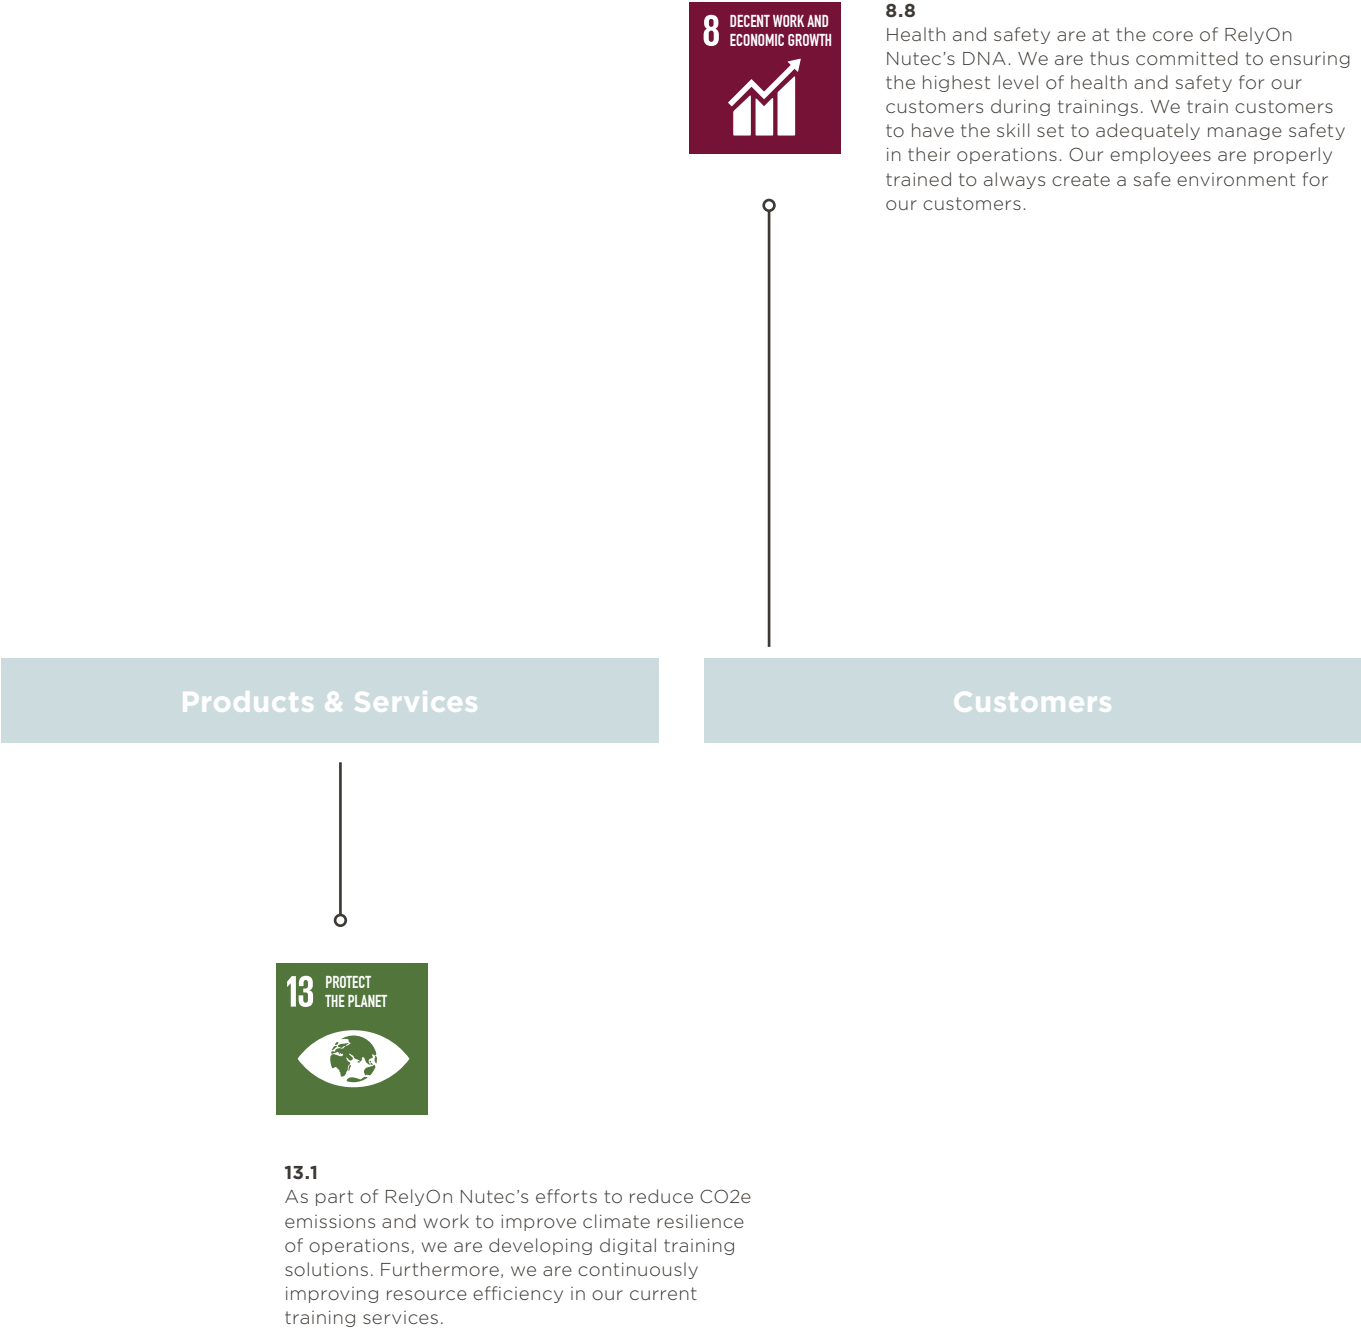 8 DECENT WORK AND
ECONOMIC GROWTH
8.8
Health and safety are at the core of RelyOn
Nutec’s DNA. We are thus committed to ensuring
the highest level of health and safety for our
customers during trainings. We train customers
to have the skill set to adequately manage safety
in their operations. Our employees are properly
trained to always create a safe environment for
our customers.
Products & Services
Customers
13 PROTECT
THE PLANET
13.1
As part of RelyOn Nutec’s efforts to reduce CO2e
emissions and work to improve climate resilience
of operations, we are developing digital training
solutions. Furthermore, we are continuously
improving resource efficiency in our current
training services.